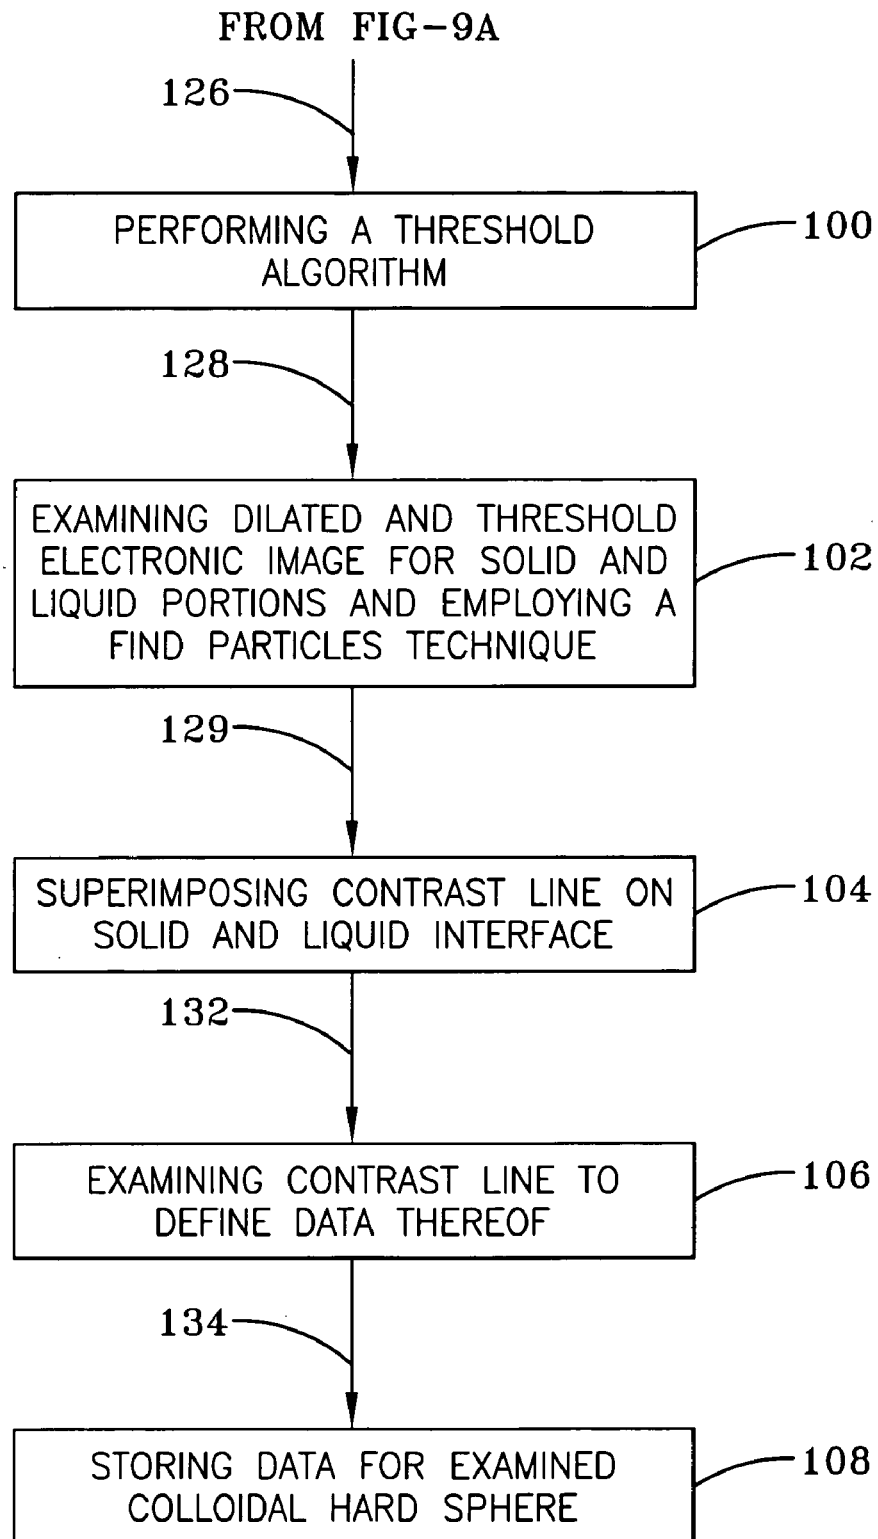 FROM FIG-9A
126
PERFORMING A THRESHOLD
ALGORITHM
100
128
EXAMINING DILATED AND THRESHOLD
ELECTRONIC IMAGE FOR SOLID AND
LIQUID PORTIONS AND EMPLOYING A
FIND PARTICLES TECHNIQUE
102
129
SUPERIMPOSING CONTRAST LINE ON
SOLID AND LIQUID INTERFACE
104
132
EXAMINING CONTRAST LINE TO
DEFINE DATA THEREOF
106
134
STORING DATA FOR EXAMINED
COLLOIDAL HARD SPHERE
108